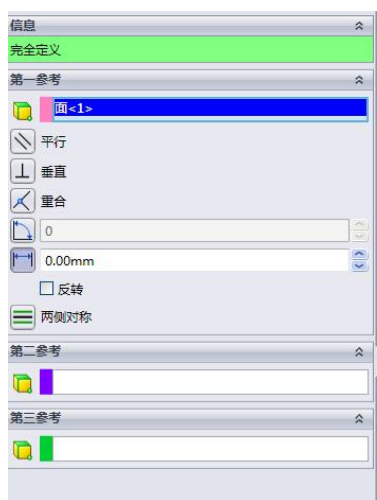 信息
完全定义
第一参考
面<1>
平行
垂直
重合
0
0.00mm
反转
两侧对称
第二参考
第三参考